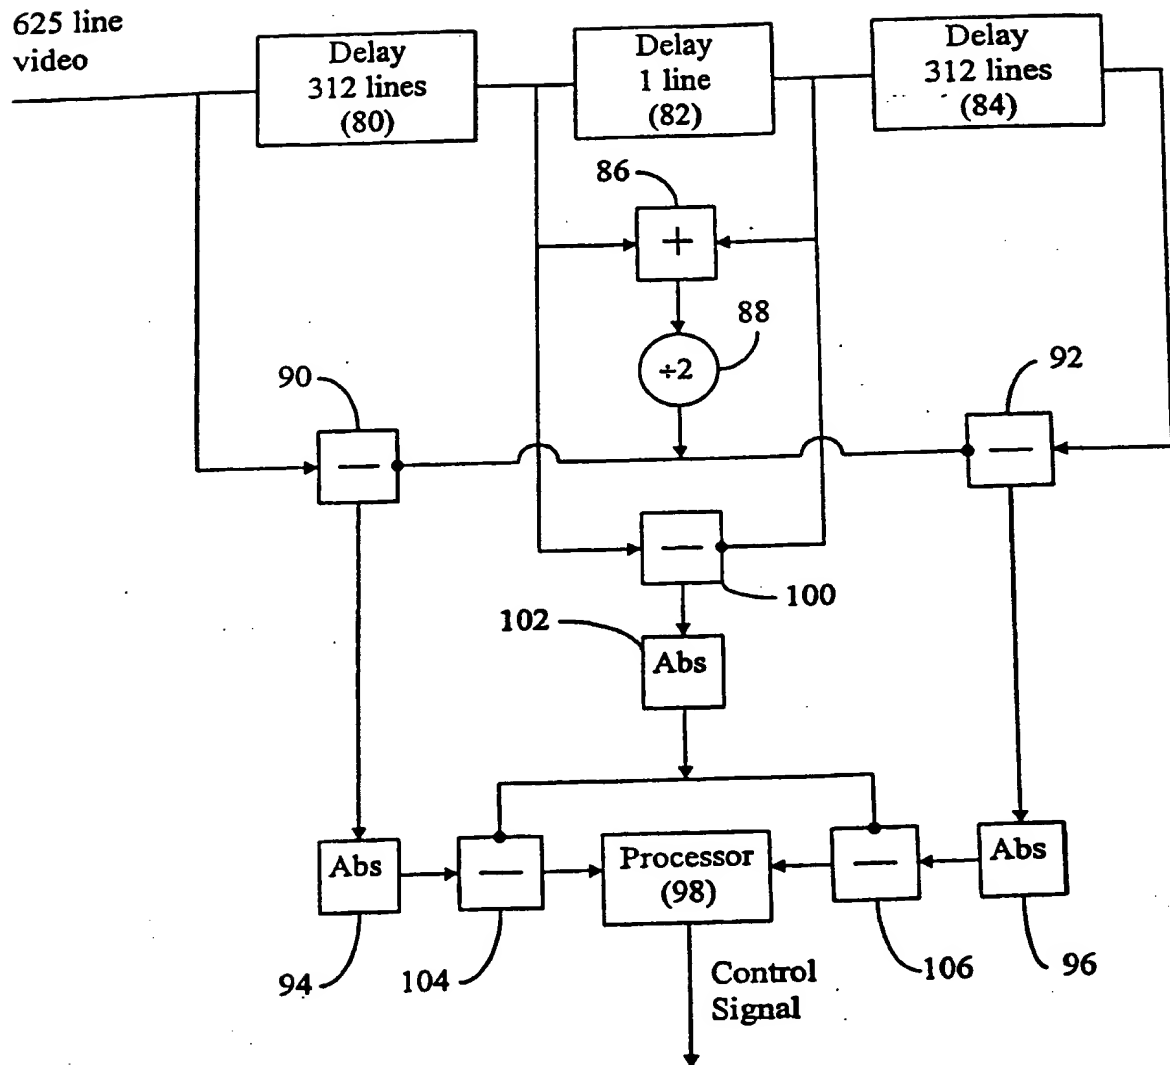 625 line
video
Delay
312 lines
(80)
Delay
1 line
(82)
Delay
312 lines
(84)
86
+
88
÷2
90
—
92
—
—
100
102
Abs
Abs
—
Processor
(98)
—
Abs
94
104
106
96
Control
Signal